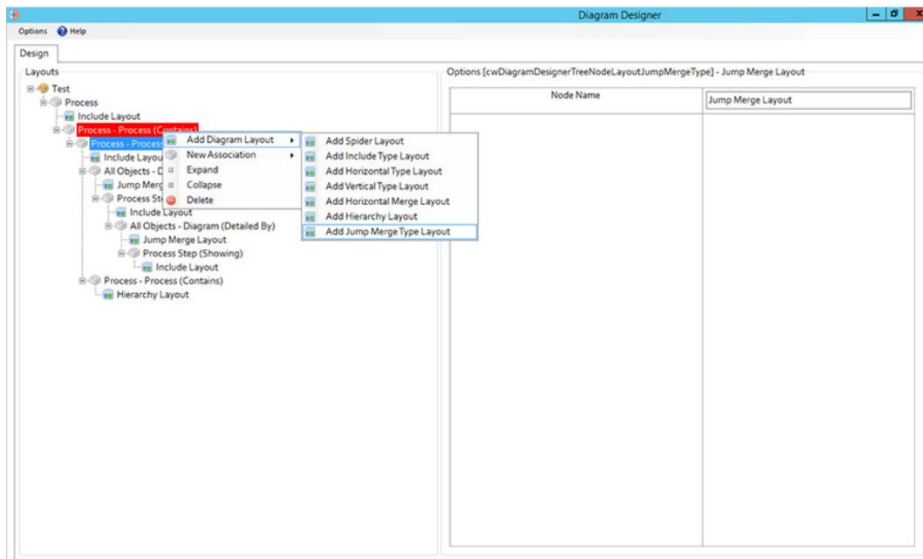 Diagram Designer
Options Help
Design
Layouts
Test
Process
Include Layout
Process - Process (Contains)
Process - Process
Include Layou
All Objects - D
Jump Merg
Process St
Include Layout
All Objects - Diagram (Detailed By)
Jump Merge Layout
Process Step (Showing)
Include Layout
Process - Process (Contains)
Hierarchy Layout
Add Diagram Layout
New Association
Expand
Collapse
Delete
Add Spider Layout
Add Include Type Layout
Add Horizontal Type Layout
Add Vertical Type Layout
Add Horizontal Merge Layout
Add Hierarchy Layout
Add Jump Merge Type Layout
Options [cwDiagramDesignerTreeNodeLayoutJumpMergeType] - Jump Merge Layout
Node Name
Jump Merge Layout